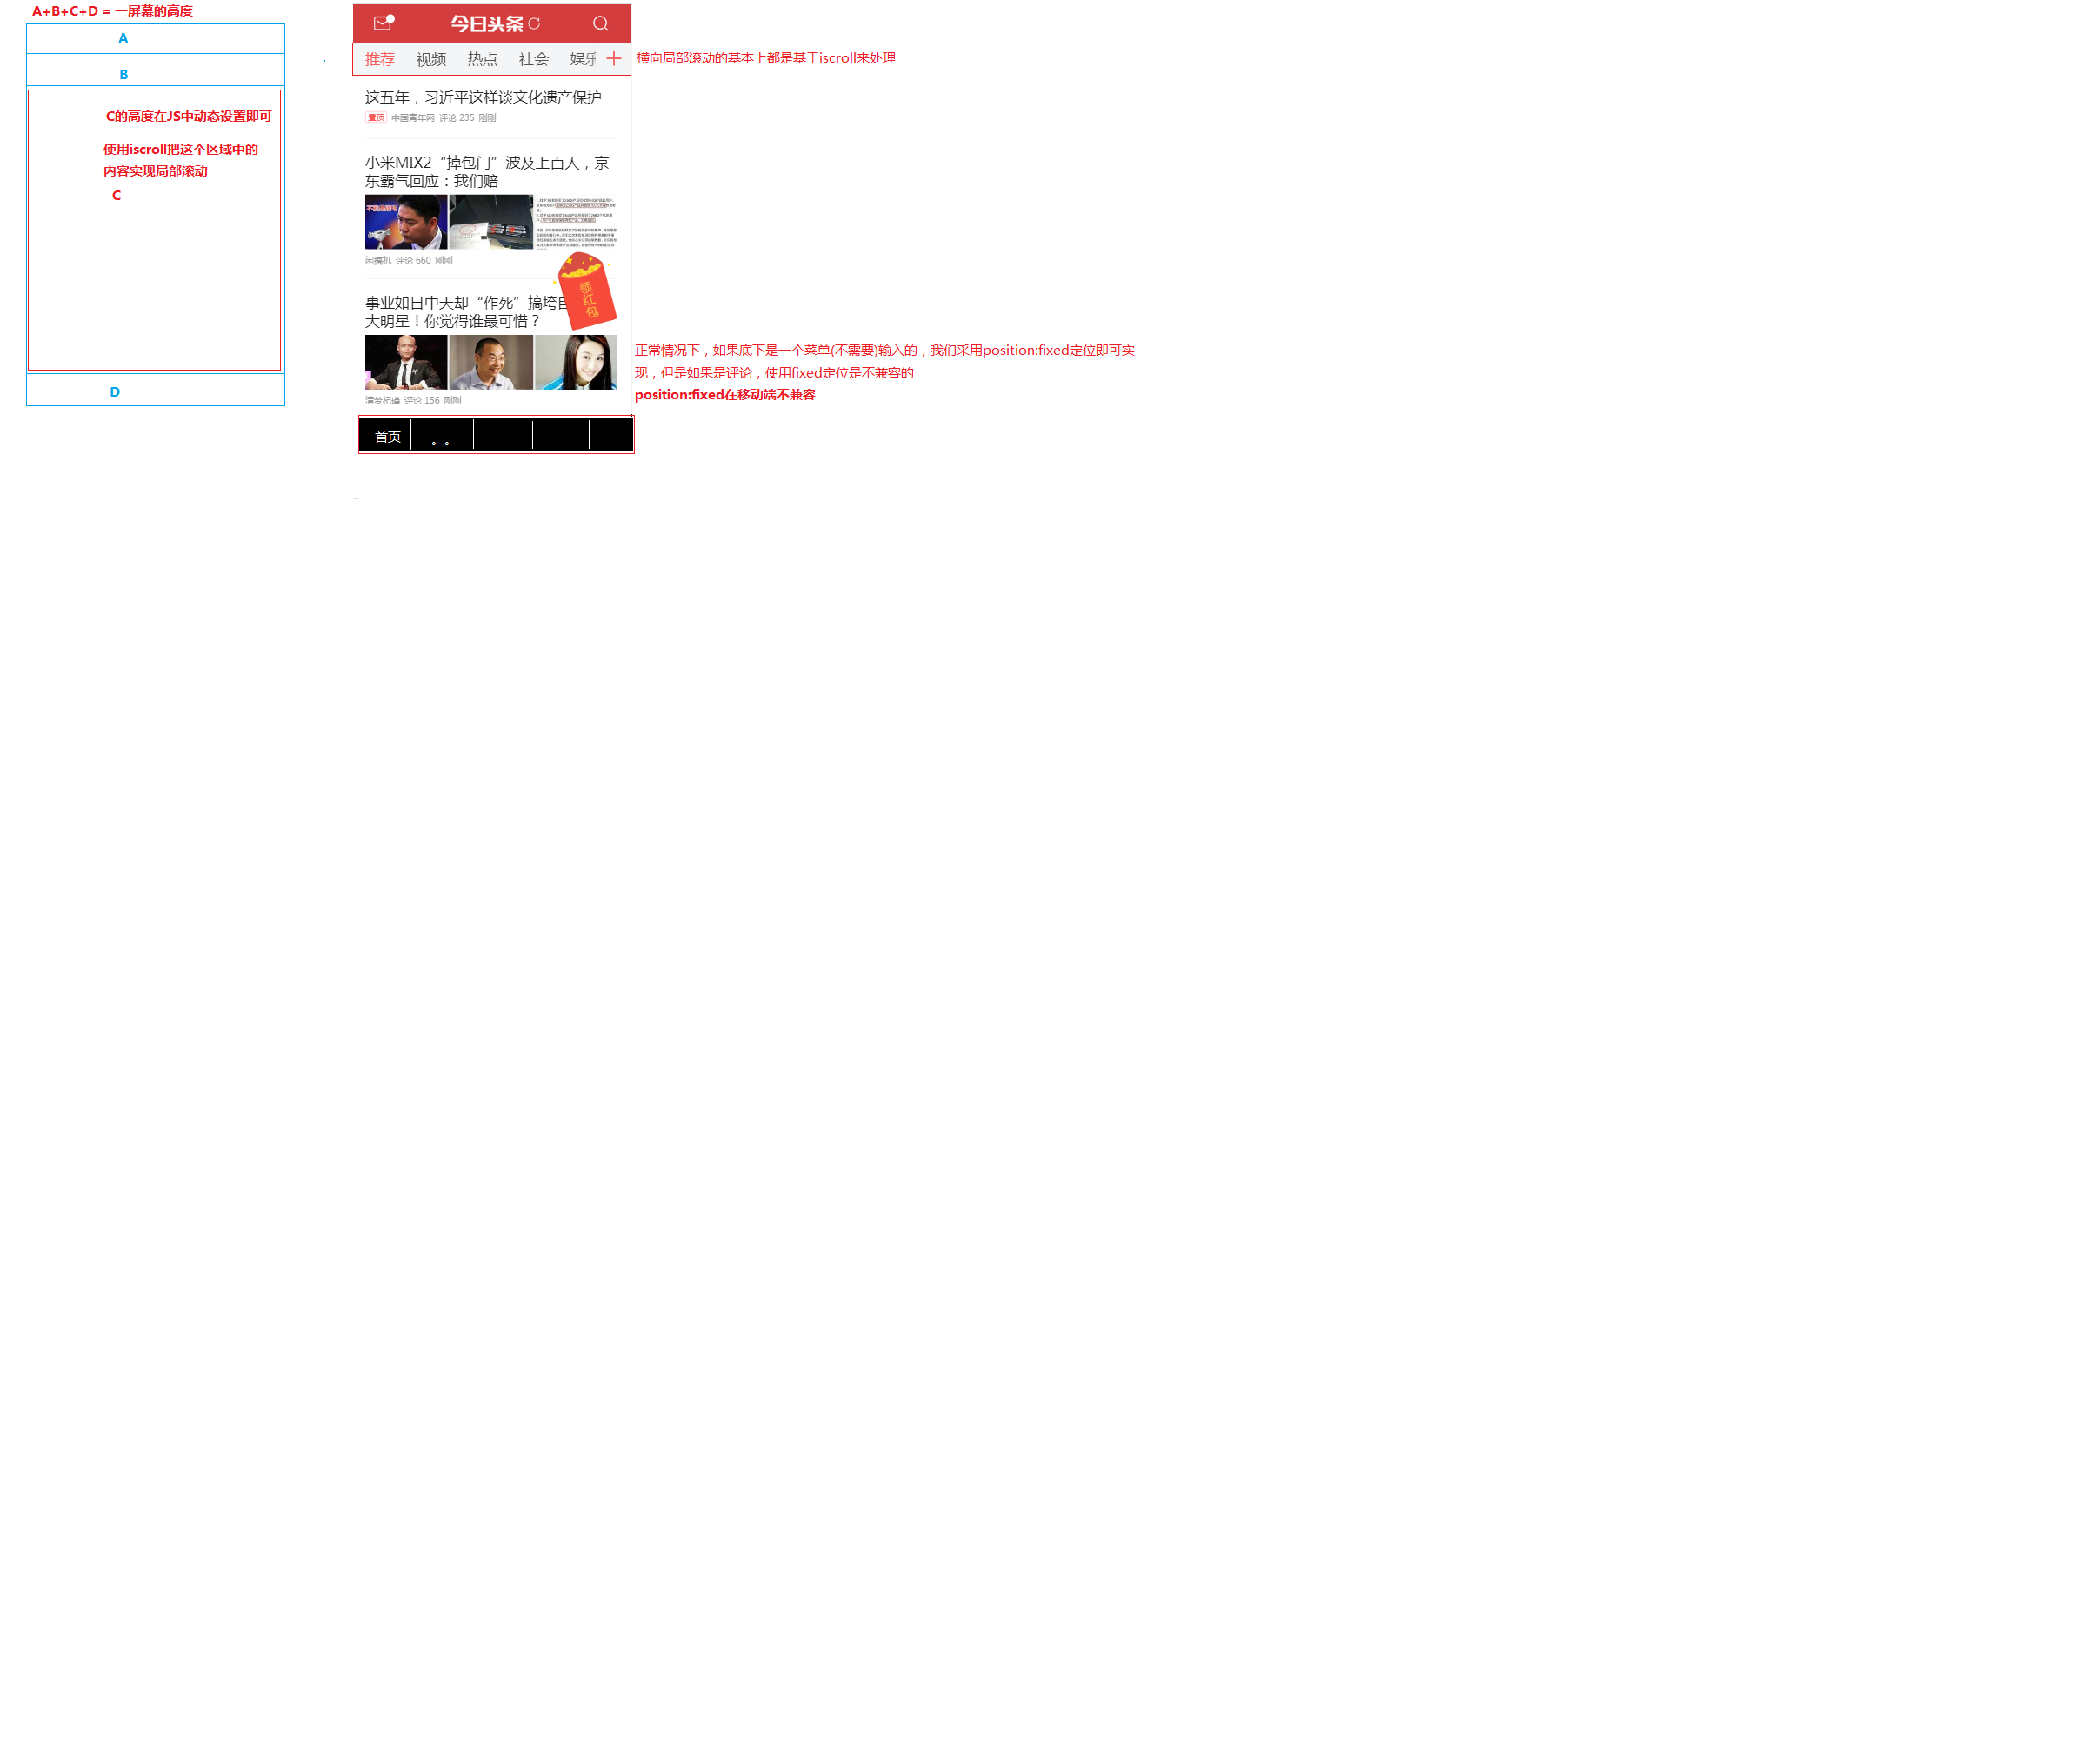 A+B+C+D = 一屏幕的高度
A
B
C的高度在JS中动态设置即可
使用iscroll把这个区域中的
内容实现局部滚动
C
D
今日头条
推荐 视频 热点 社会 娱乐
横向局部滚动的基本上都是基于iscroll来处理
这五年，习近平这样谈文化遗产保护
置顶 中国青年网 评论 235 刚刚
小米MIX2“掉包门”波及上百人，京
东霸气回应：我们赔
闲搞机 评论 660 刚刚
领红包
事业如日中天却“作死”搞垮自
大明星！你觉得谁最可惜？
评论 156 刚刚
正常情况下，如果底下是一个菜单(不需要)输入的，我们采用position:fixed定位即可实
现，但是如果是评论，使用fixed定位是不兼容的
position:fixed在移动端不兼容
首页 。。